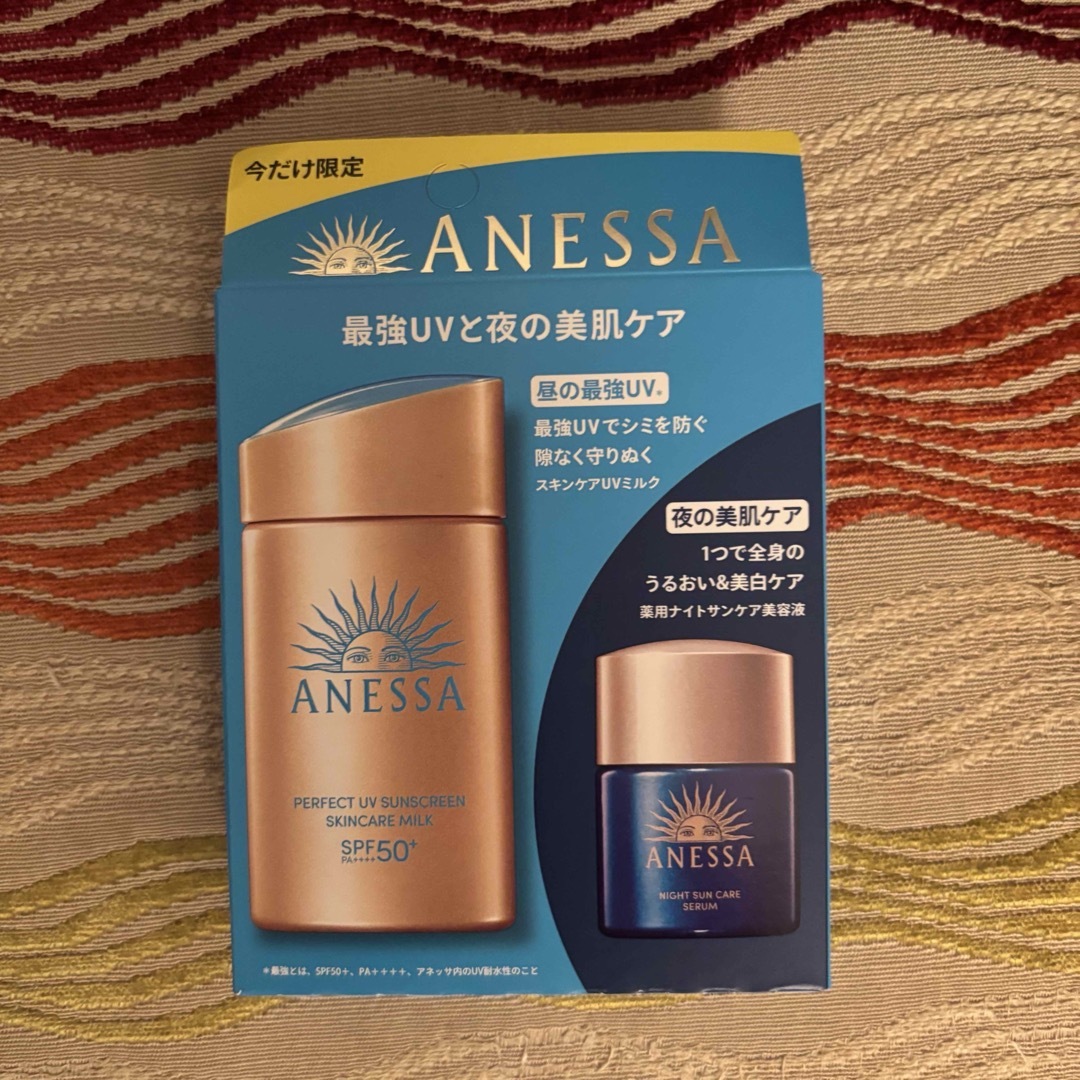 今だけ限定
ANESSA
最強UVと夜の美肌ケア
昼の最強UV*
最強UVでシミを防ぐ
隙なく守りぬく
スキンケアUVミルク
夜の美肌ケア
1つで全身の
うるおい&美白ケア
薬用ナイトサンケア美容液
ANESSA
PERFECT UV SUNSCREEN
SKINCARE MILK
SPF50+
PA++++
ANESSA
NIGHT SUN CARE
SERUM
*最強とは、SPF50+、PA++++、アネッサ内のUV耐水性のこと